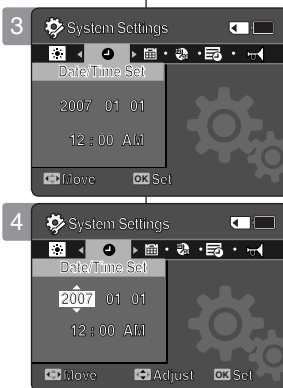 3
System Settings
Date/Time Set
2007 01 01
12 : 00 AM
Move OK Set
4
System Settings
Date/Time Set
2007 01 01
12 : 00 AM
Move Adjust OK Set